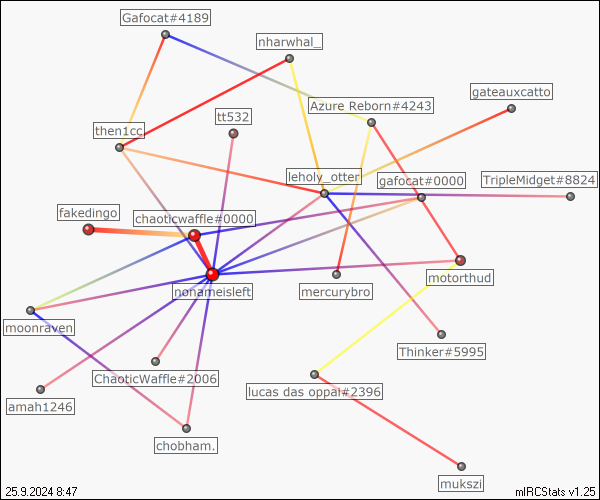 Gafocat#4189
nharwhal_
gateauxcatto
Azure Reborn#4243
tt532
then1cc
leholy_otter
gafocat#0000
TripleMidget#8824
fakedingo
chaoticwaffle#0000
motorthud
nonameisleft
mercurybro
moonraven
Thinker#5995
ChaoticWaffle#2006
lucas das oppai#2396
amah1246
chobham.
mukszi
25.9.2024 8:47
mIRCStats v1.25